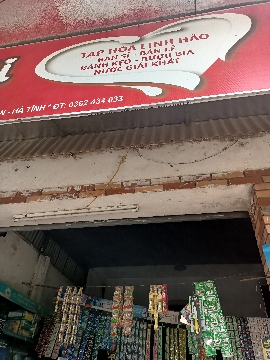 TẠP HÓA LINH HẢO
BÁN SỈ - BÁN LẺ
BÁNH KẸO - RƯỢU BIA
NƯỚC GIẢI KHÁT
- HÀ TĨNH * ĐT: 0362 434 033